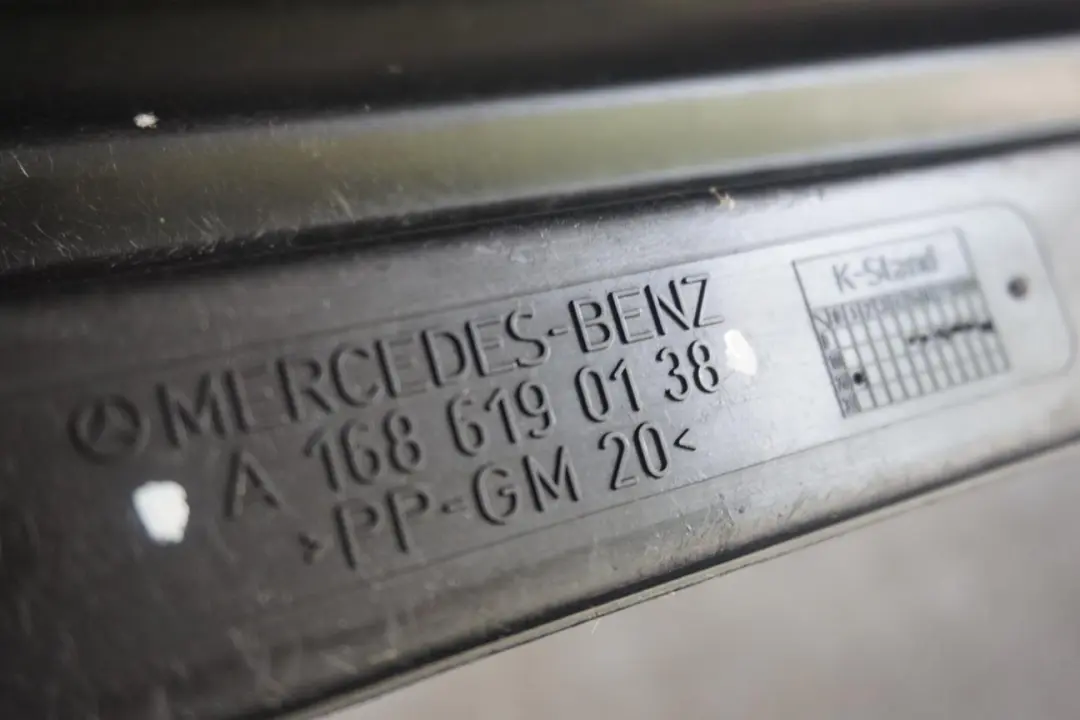 MERCEDES-BENZ
A 168 619 01 38
>PP-GM 20<
K-Stand